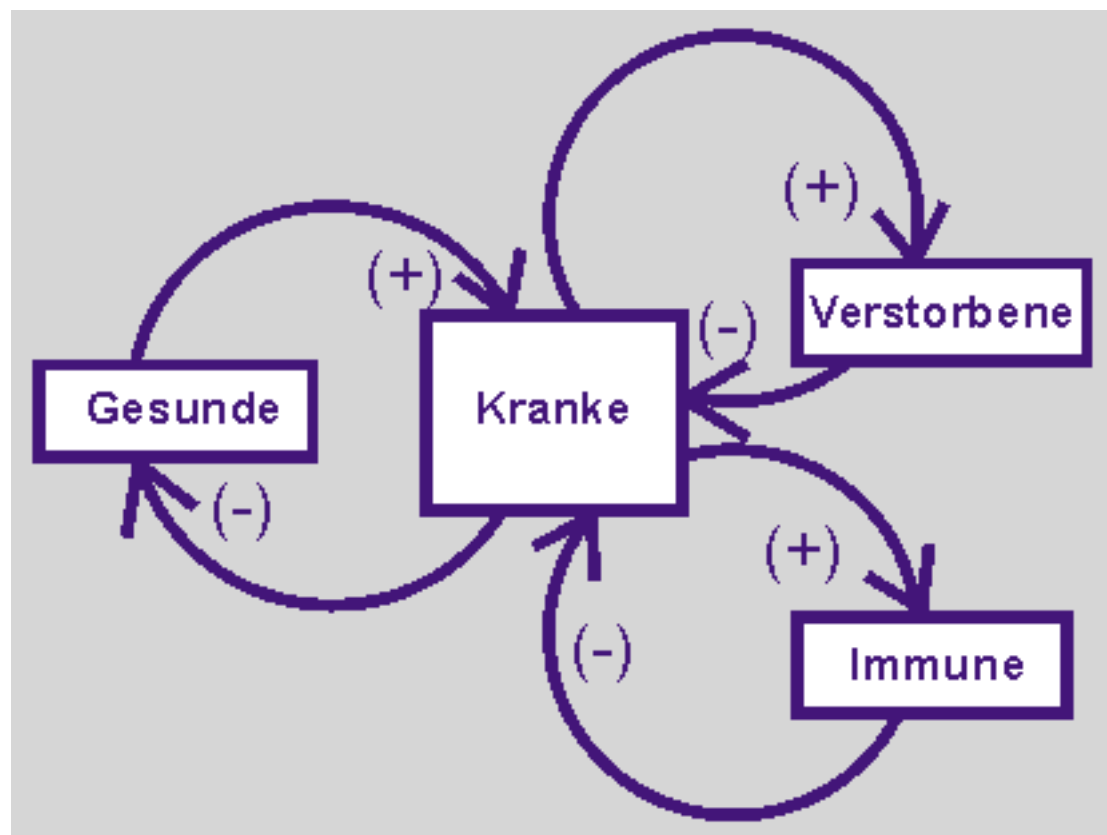 (+)
(+)
Verstorbene
(-)
Gesunde
Kranke
(-)
(+)
(-)
Immune